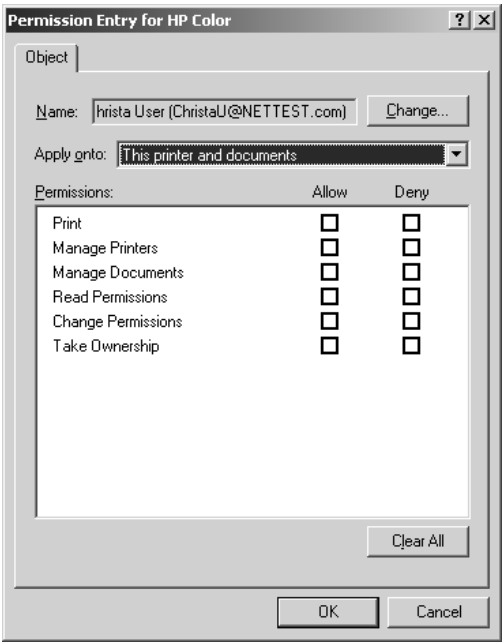 Permission Entry for HP Color
Object
Name: hrista User (ChristaU@NETTEST.com) Change...
Apply onto: This printer and documents
Permissions: Allow Deny
Print
Manage Printers
Manage Documents
Read Permissions
Change Permissions
Take Ownership
Clear All
OK Cancel